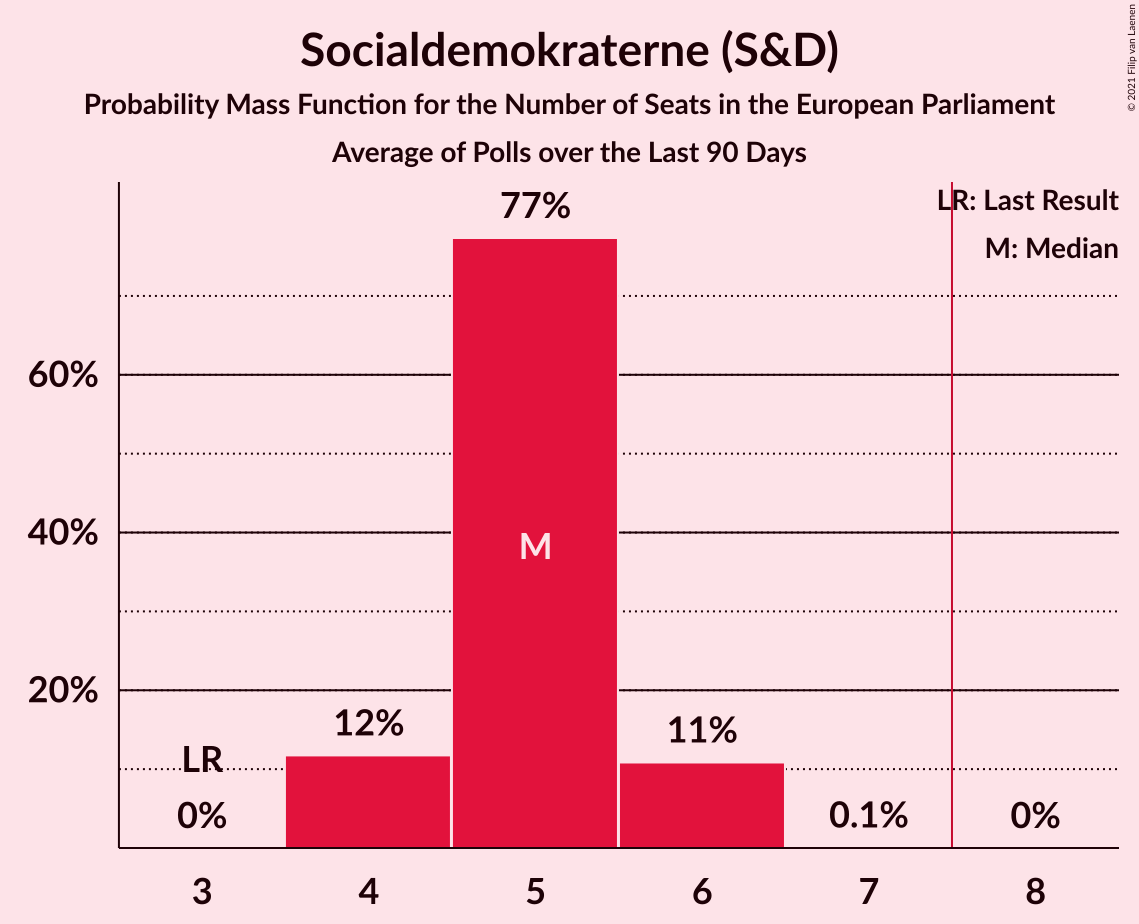 Socialdemokraterne (S&D)
Probability Mass Function for the Number of Seats in the European Parliament
Average of Polls over the Last 90 Days
© 2021 Filip van Laenen
LR: Last Result
M: Median
77%
60%
40%
M
20%
12%
11%
LR
0%
0.1%
0%
3 4 5 6 7 8